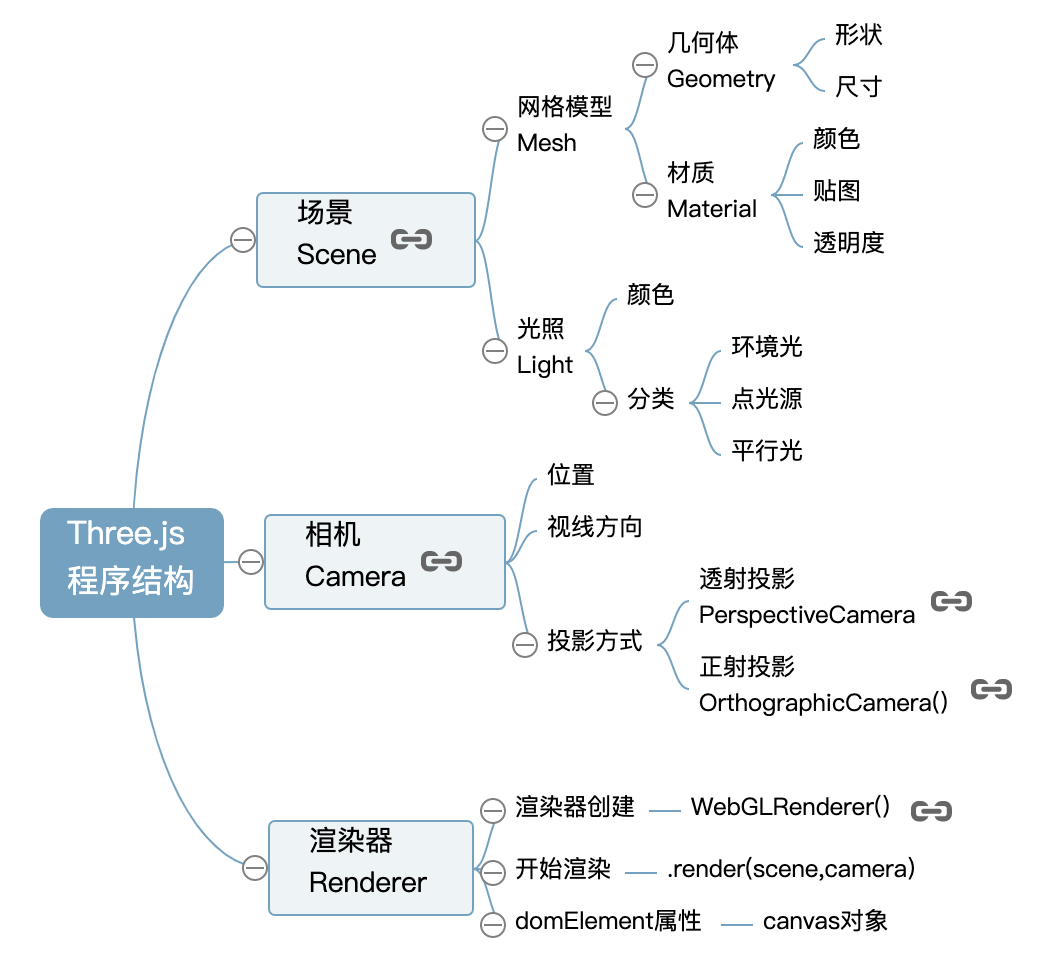 Three.js
程序结构
场景
Scene
网格模型
Mesh
几何体
Geometry
形状
尺寸
材质
Material
颜色
贴图
透明度
光照
Light
颜色
分类
环境光
点光源
平行光
相机
Camera
位置
视线方向
投影方式
透射投影
PerspectiveCamera
正射投影
OrthographicCamera()
渲染器
Renderer
渲染器创建
WebGLRenderer()
开始渲染
.render(scene,camera)
domElement属性
canvas对象